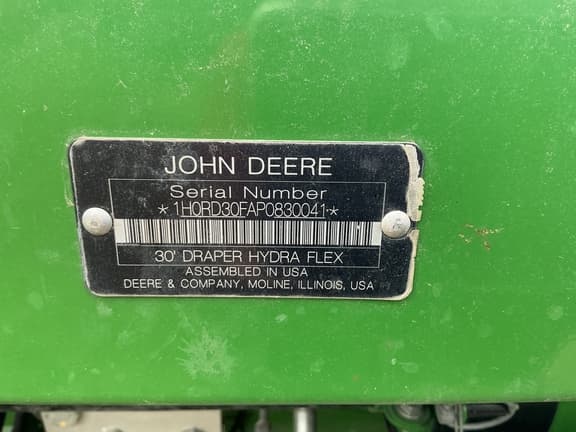 JOHN DEERE
Serial Number
*1H0RD30FAP0830041*
30' DRAPER HYDRA FLEX
ASSEMBLED IN USA
DEERE & COMPANY, MOLINE, ILLINOIS, USA